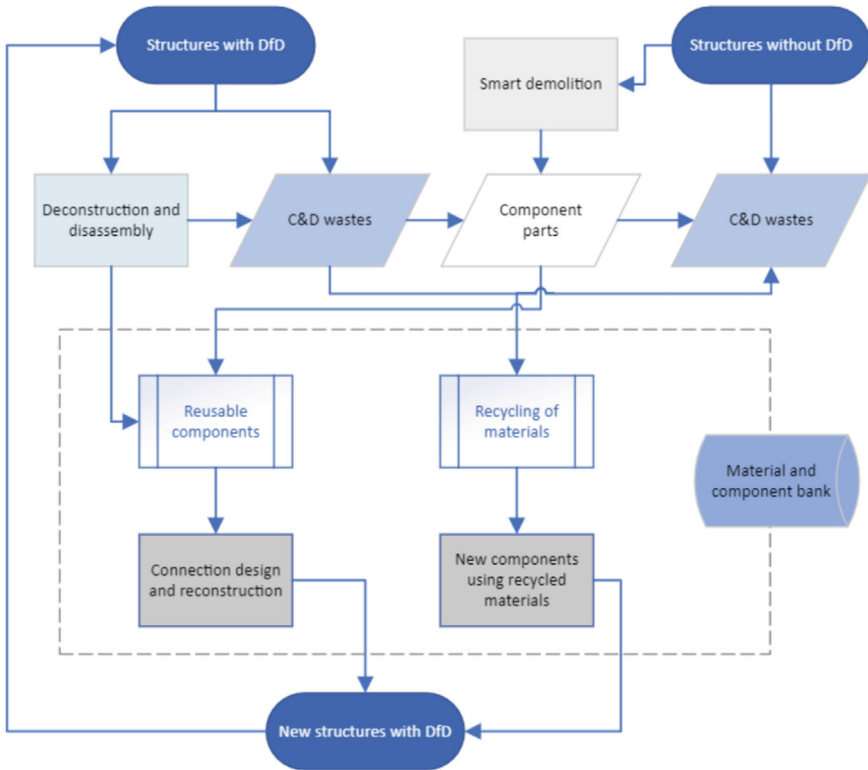 Structures with DfD
Structures without DfD
Smart demolition
Deconstruction and
disassembly
C&D wastes
Component
parts
C&D wastes
Reusable
components
Recycling of
materials
Material and
component bank
Connection design
and reconstruction
New components
using recycled
materials
New structures with DfD